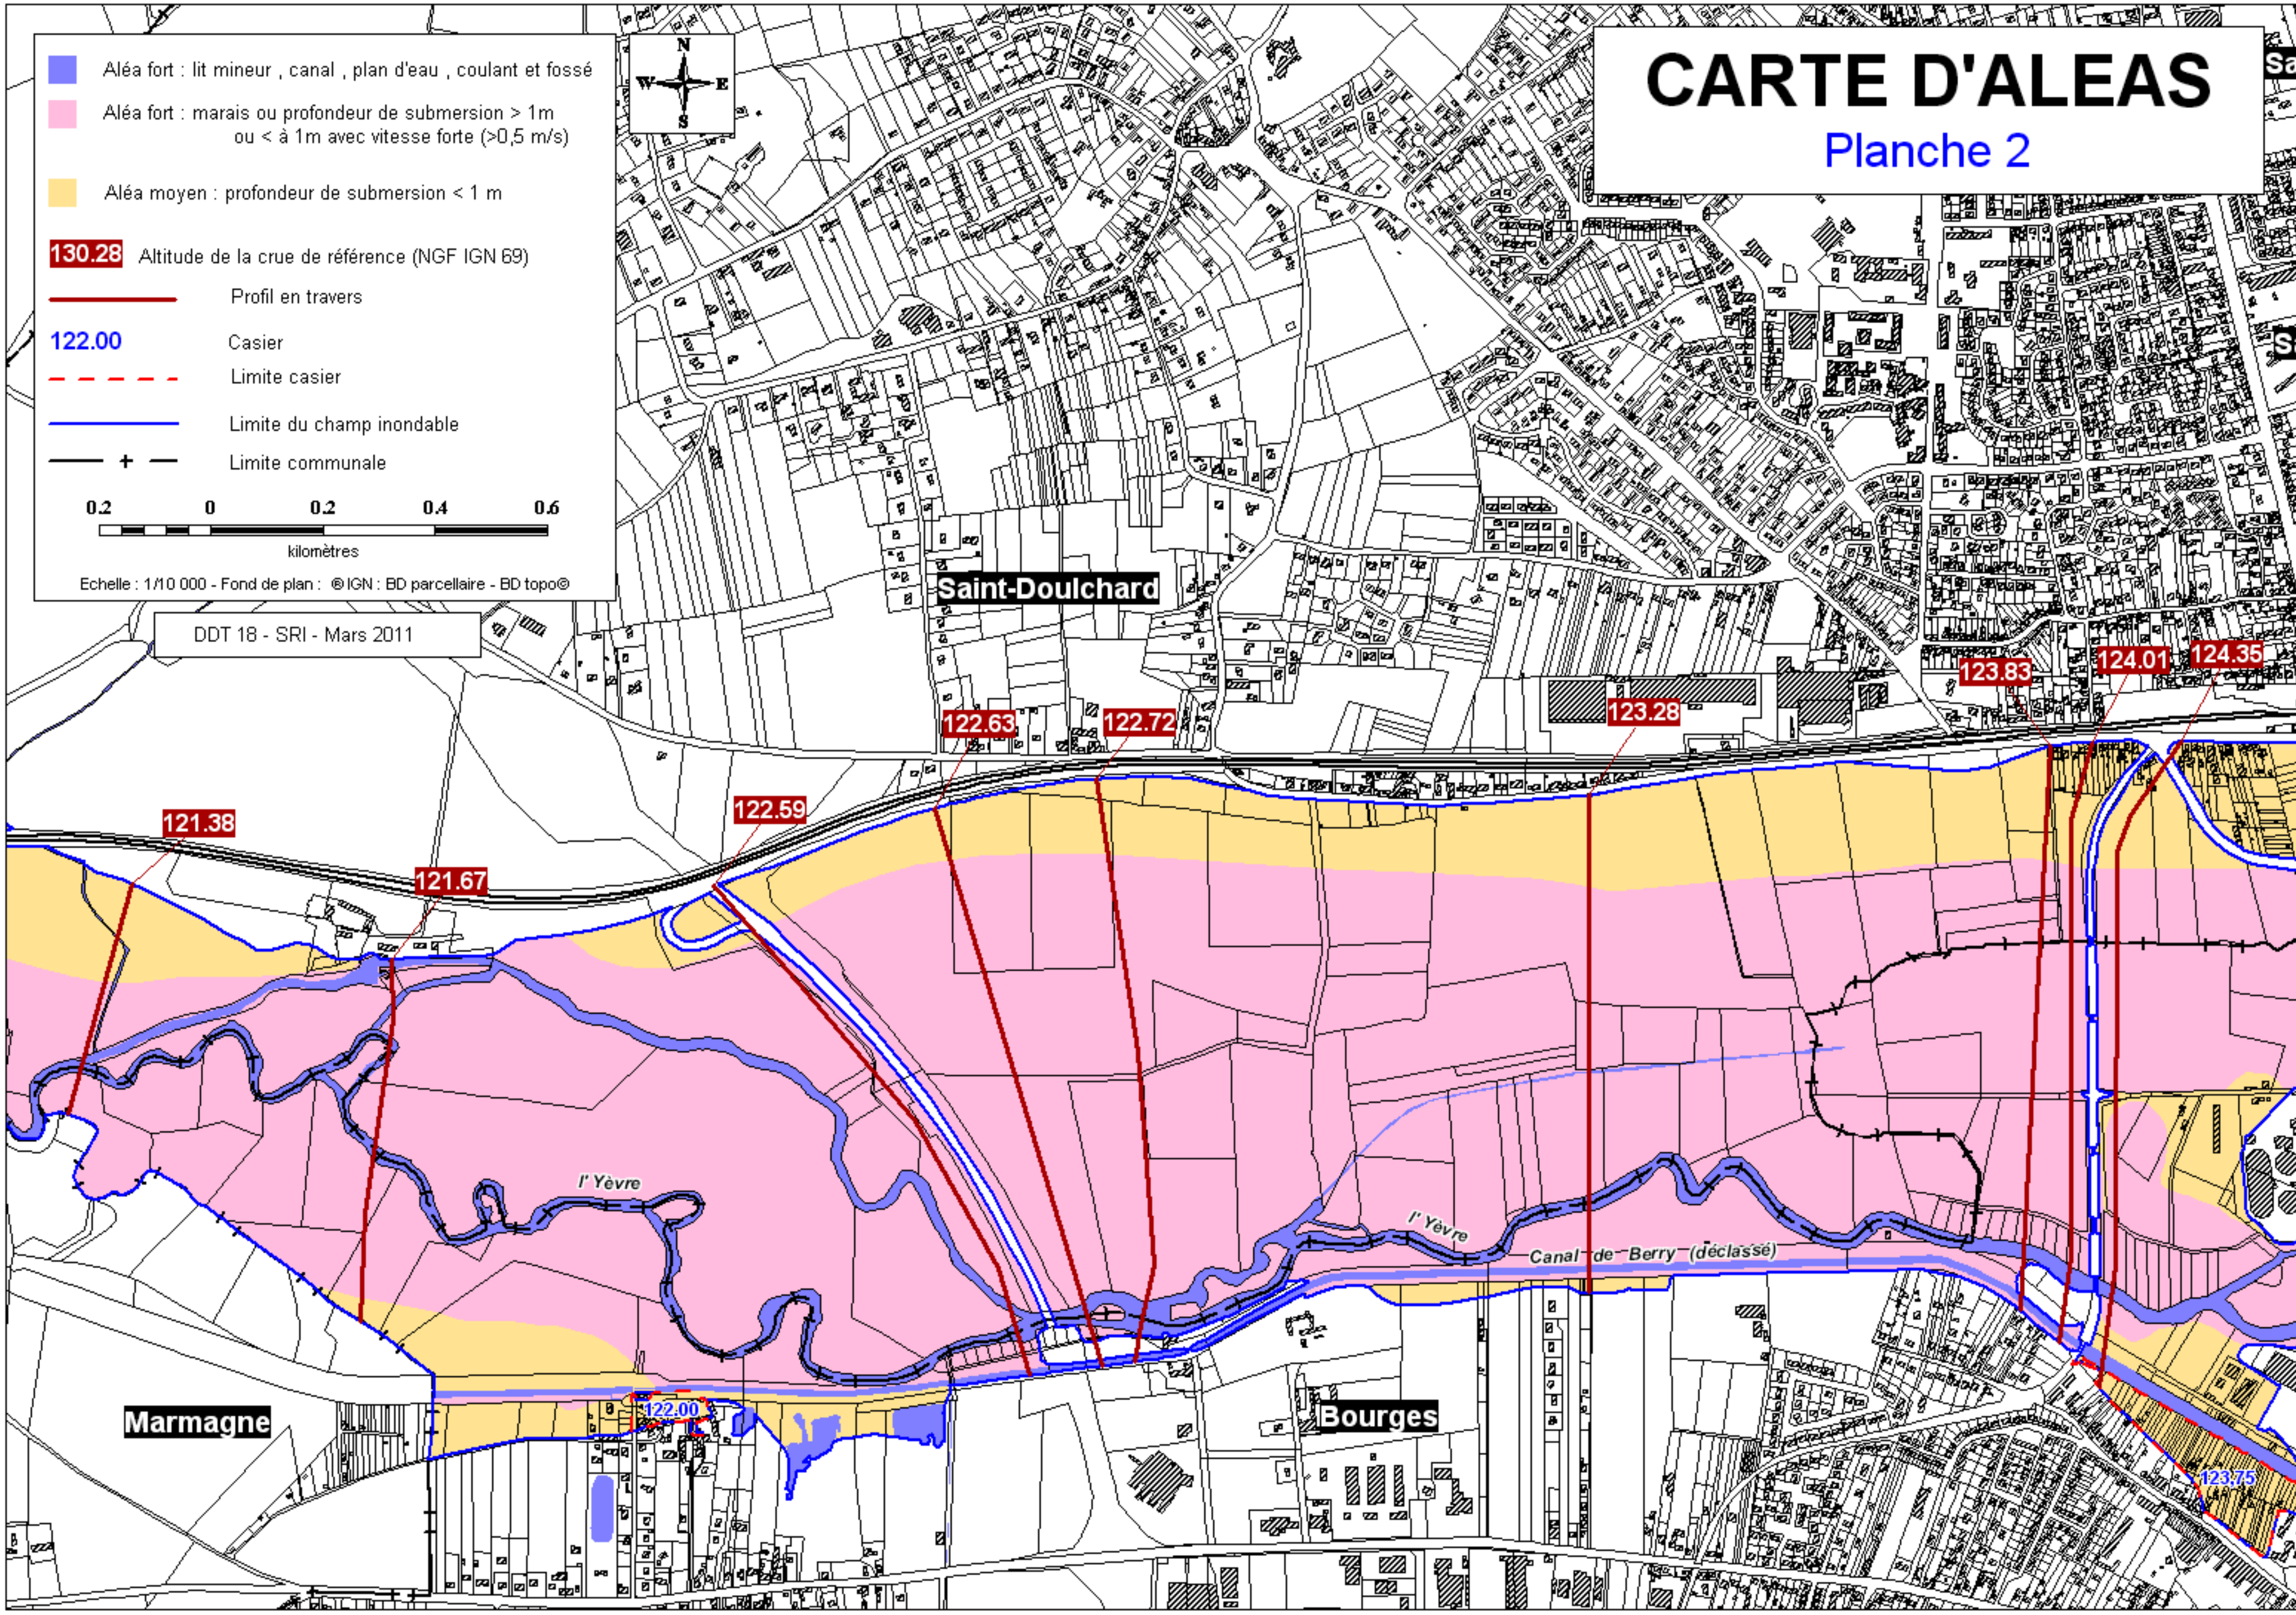 Aléa fort : lit mineur , canal , plan d'eau , coulant et fossé
Aléa fort : marais ou profondeur de submersion > 1m
ou < à 1m avec vitesse forte (>0,5 m/s)
Aléa moyen : profondeur de submersion < 1 m
130.28 Altitude de la crue de référence (NGF IGN 69)
Profil en travers
122.00 Casier
Limite casier
Limite du champ inondable
Limite communale
0.2 0 0.2 0.4 0.6
kilomètres
Echelle : 1/10 000 - Fond de plan : ©IGN : BD parcellaire - BD topo©
DDT 18 - SRI - Mars 2011
N
W E
S
CARTE D'ALEAS
Planche 2
Sa
S
Saint-Doulchard
124.35
124.01
123.83
123.28
122.72
122.63
122.59
121.38
121.67
l' Yèvre
l' Yèvre
Canal de Berry (déclassé)
122.00
Marmagne
Bourges
123,75